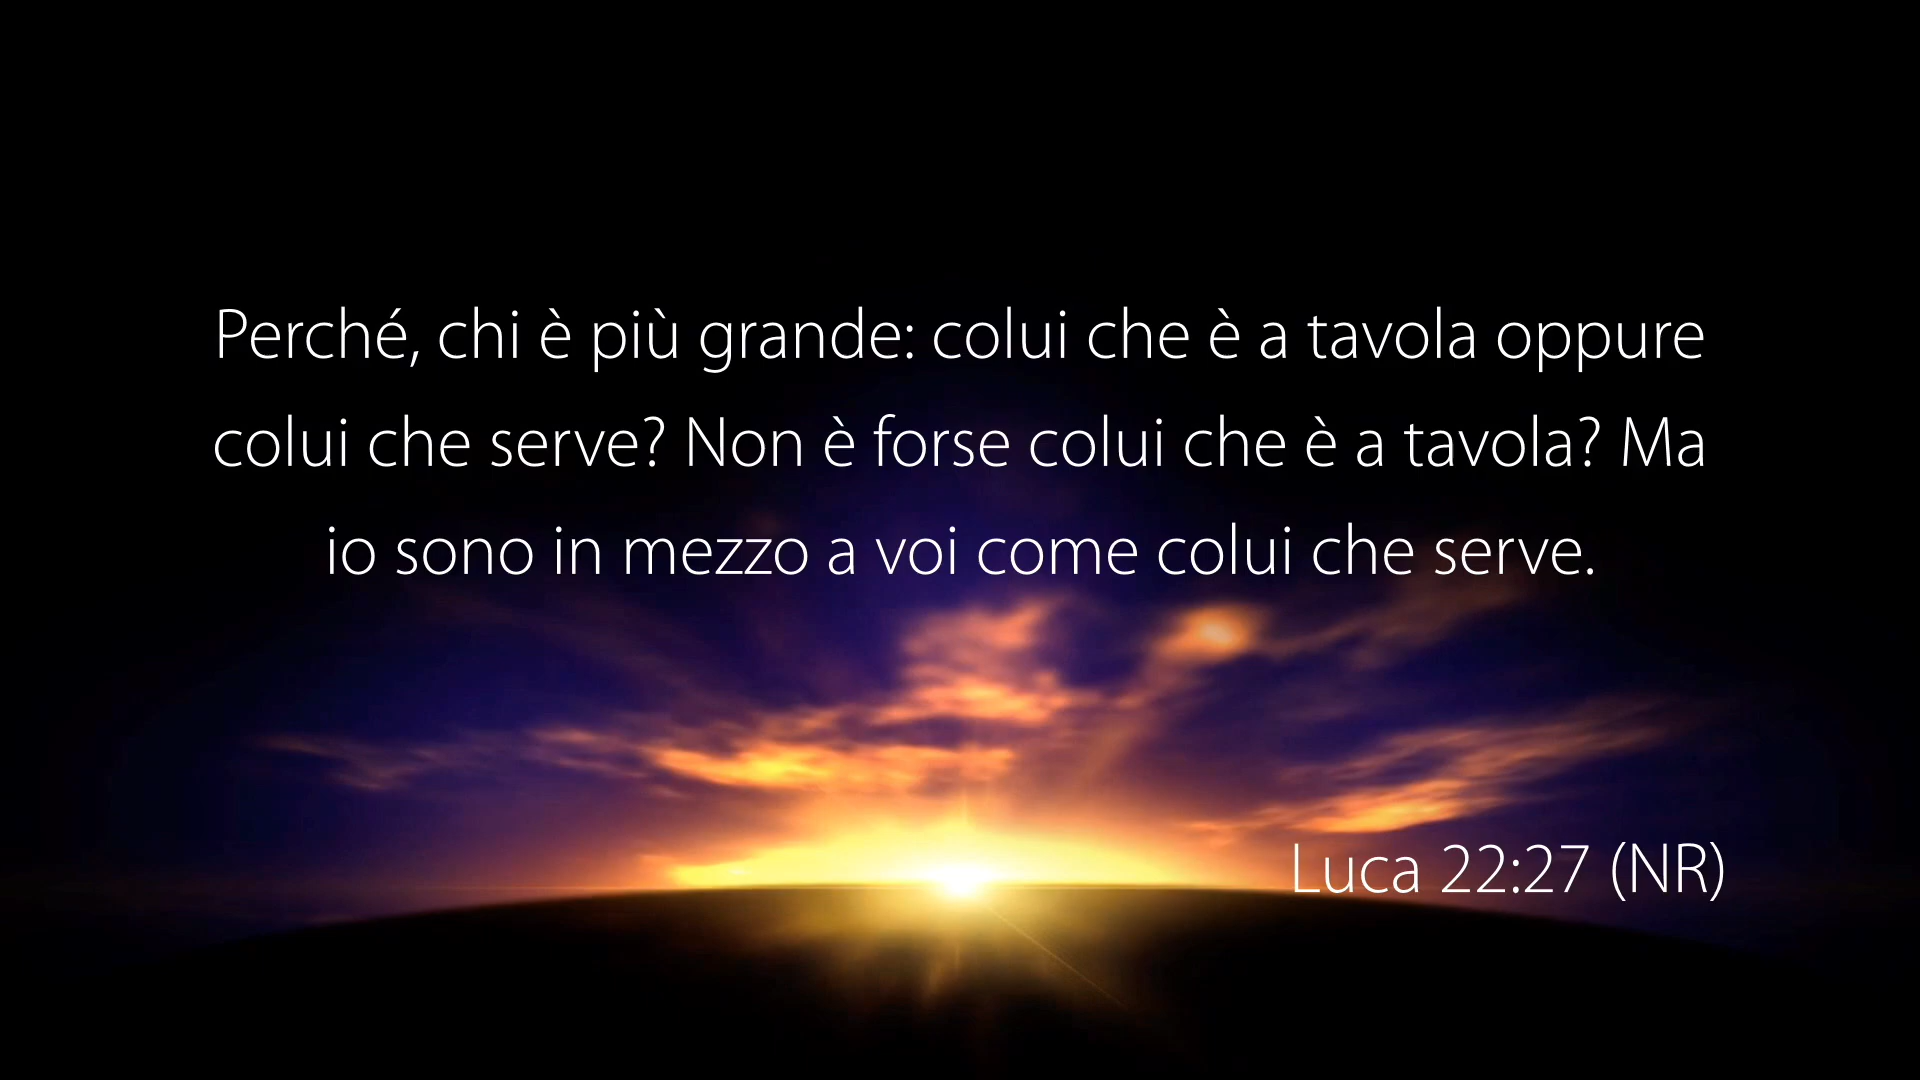 Perché, chi è più grande: colui che è a tavola oppure
colui che serve? Non è forse colui che è a tavola? Ma
io sono in mezzo a voi come colui che serve.
Luca 22:27 (NR)